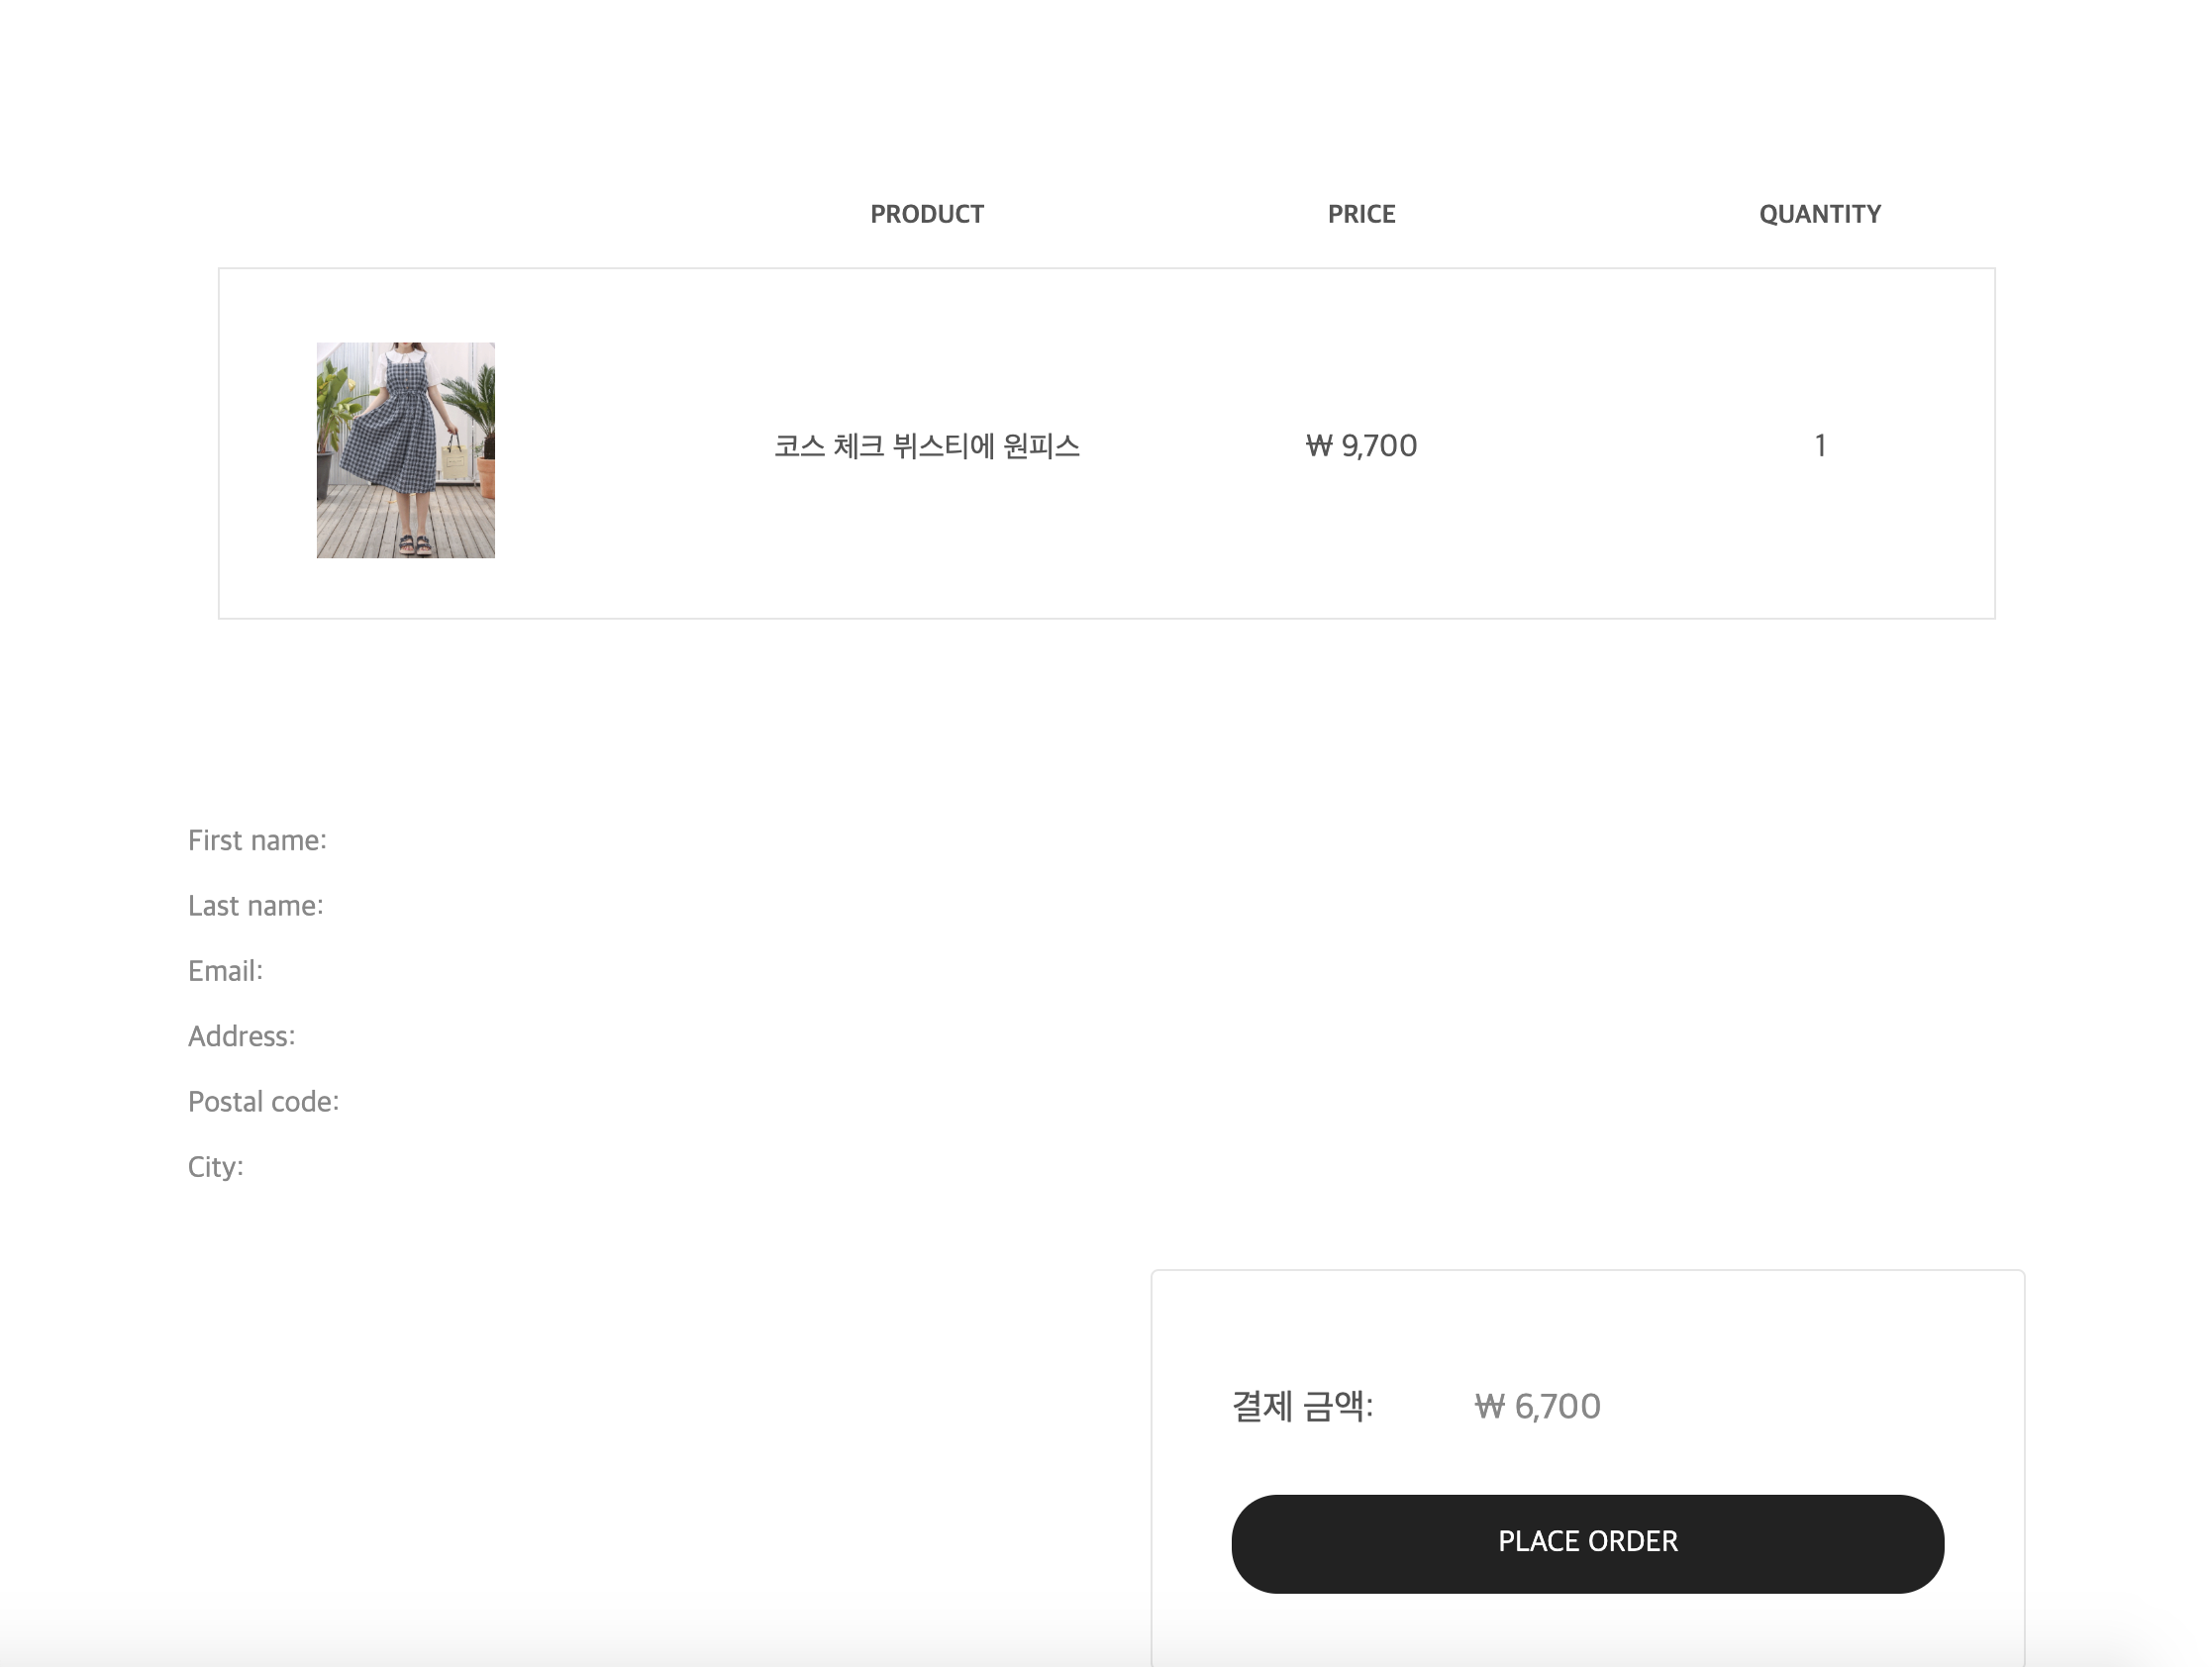 PRODUCT PRICE QUANTITY
코스 체크 뷔스티에 원피스 ₩ 9,700 1
First name:
Last name:
Email:
Address:
Postal code:
City:
결제 금액: ₩ 6,700
PLACE ORDER